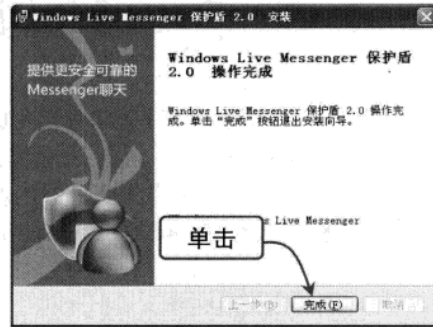 Windows Live Messenger 保护盾 2.0 安装
提供更安全可靠的
Messenger聊天
Windows Live Messenger 保护盾
2.0 操作完成
Windows Live Messenger 保护盾 2.0 操作完
成。单击“完成”按钮退出安装向导。
s Live Messenger
单击
上一步(B)
完成(F)
取消